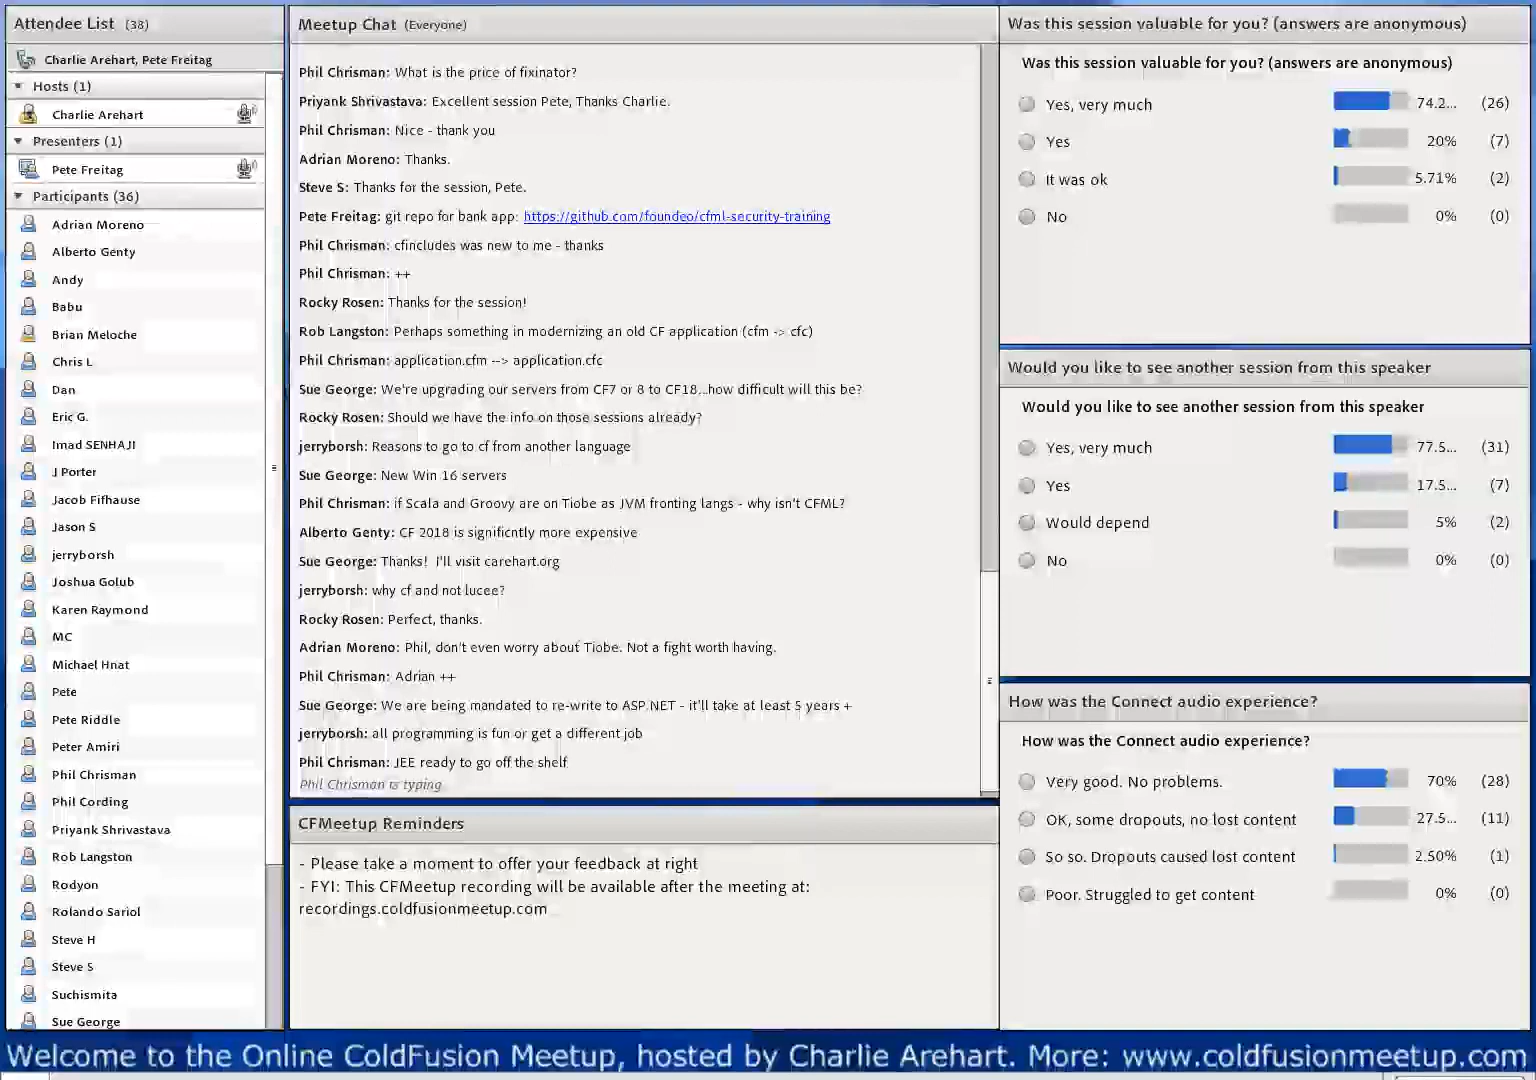 Attendee List (38)
Charlie Arehart, Pete Freitag
Hosts (1)
Charlie Arehart
Presenters (1)
Pete Freitag
Participants (36)
Adrian Moreno
Alberto Genty
Andy
Babu
Brian Meloche
Chris L
Dan
Eric G.
Imad SENHAJI
J Porter
Jacob Fifhause
Jason S
jerryborsh
Joshua Golub
Karen Raymond
MC
Michael Hnat
Pete
Pete Riddle
Peter Amiri
Phil Chrisman
Phil Cording
Priyank Shrivastava
Rob Langston
Rodyon
Rolando Sariol
Steve H
Steve S
Suchismita
Sue George
Meetup Chat (Everyone)
Phil Chrisman: What is the price of fixinator?
Priyank Shrivastava: Excellent session Pete, Thanks Charlie.
Phil Chrisman: Nice - thank you
Adrian Moreno: Thanks.
Steve S: Thanks for the session, Pete.
Pete Freitag: git repo for bank app: https://github.com/foundeo/cfml-security-training
Phil Chrisman: cfincludes was new to me - thanks
Phil Chrisman: ++
Rocky Rosen: Thanks for the session!
Rob Langston: Perhaps something in modernizing an old CF application (cfm -> cfc)
Phil Chrisman: application.cfm --> application.cfc
Sue George: We're upgrading our servers from CF7 or 8 to CF18...how difficult will this be?
Rocky Rosen: Should we have the info on those sessions already?
jerryborsh: Reasons to go to cf from another language
Sue George: New Win 16 servers
Phil Chrisman: if Scala and Groovy are on Tiobe as JVM fronting langs - why isn't CFML?
Alberto Genty: CF 2018 is significntly more expensive
Sue George: Thanks! I'll visit carehart.org
jerryborsh: why cf and not lucee?
Rocky Rosen: Perfect, thanks.
Adrian Moreno: Phil, don't even worry about Tiobe. Not a fight worth having.
Phil Chrisman: Adrian ++
Sue George: We are being mandated to re-write to ASP.NET - it'll take at least 5 years +
jerryborsh: all programming is fun or get a different job
Phil Chrisman: JEE ready to go off the shelf
Phil Chrisman is typing
CFMeetup Reminders
- Please take a moment to offer your feedback at right
- FYI: This CFMeetup recording will be available after the meeting at:
recordings.coldfusionmeetup.com
Was this session valuable for you? (answers are anonymous)
Was this session valuable for you? (answers are anonymous)
Yes, very much 74.2... (26)
Yes 20% (7)
It was ok 5.71% (2)
No 0% (0)
Would you like to see another session from this speaker
Would you like to see another session from this speaker
Yes, very much 77.5... (31)
Yes 17.5... (7)
Would depend 5% (2)
No 0% (0)
How was the Connect audio experience?
How was the Connect audio experience?
Very good. No problems. 70% (28)
OK, some dropouts, no lost content 27.5... (11)
So so. Dropouts caused lost content 2.50% (1)
Poor. Struggled to get content 0% (0)
Welcome to the Online ColdFusion Meetup, hosted by Charlie Arehart. More: www.coldfusionmeetup.com